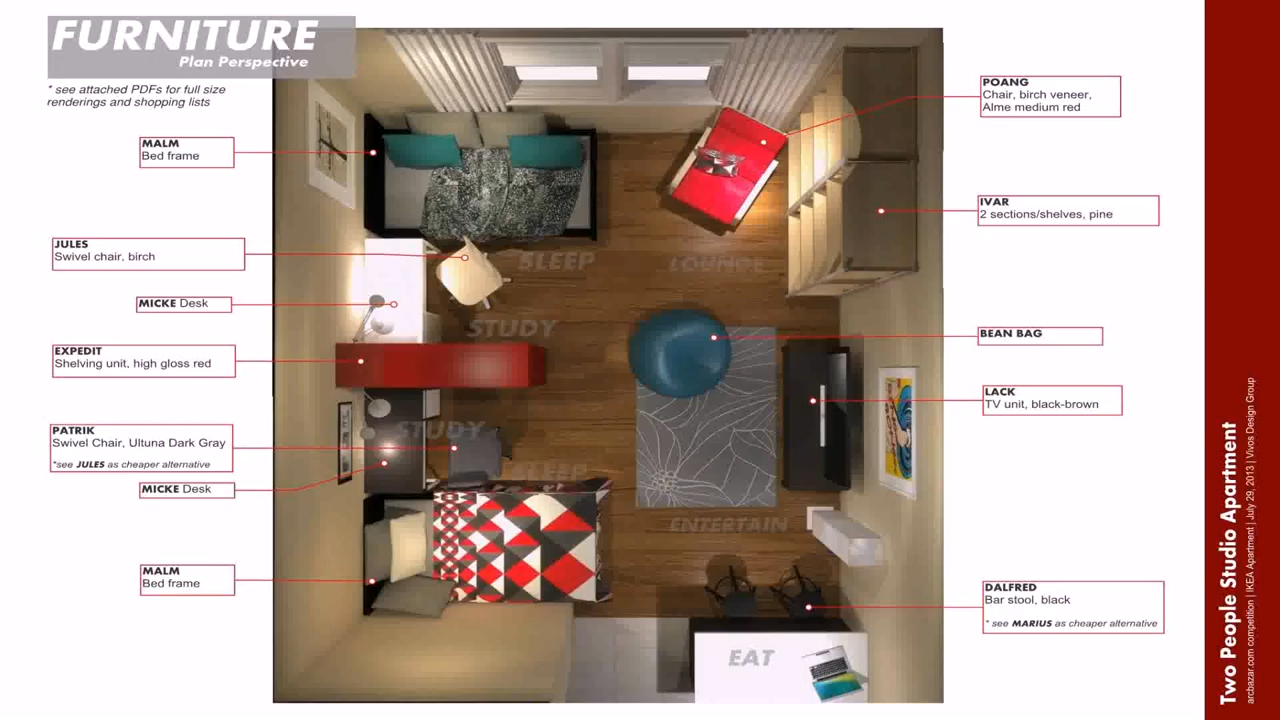 FURNITURE
Plan Perspective
* see attached PDFs for full size
renderings and shopping lists
MALM
Bed frame
JULES
Swivel chair, birch
MICKE Desk
EXPEDIT
Shelving unit, high gloss red
PATRIK
Swivel Chair, Ultuna Dark Gray
*see JULES as cheaper alternative
MICKE Desk
MALM
Bed frame
SLEEP
LOUNGE
STUDY
STUDY
SLEEP
ENTERTAIN
EAT
POANG
Chair, birch veneer,
Alme medium red
IVAR
2 sections/shelves, pine
BEAN BAG
LACK
TV unit, black-brown
DALFRED
Bar stool, black
* see MARIUS as cheaper alternative
Two People Studio Apartment
arcbazar.com competition | IKEA Apartment | July 29, 2013 | Vivos Design Group